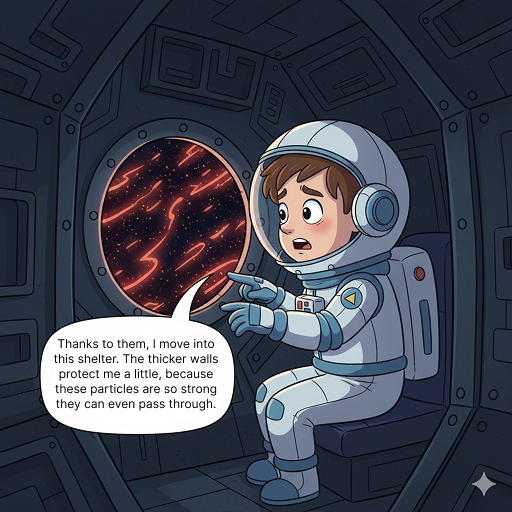 Thanks to them, I move into
this shelter. The thicker walls
protect me a little, because
these particles are so strong
they can even pass through.